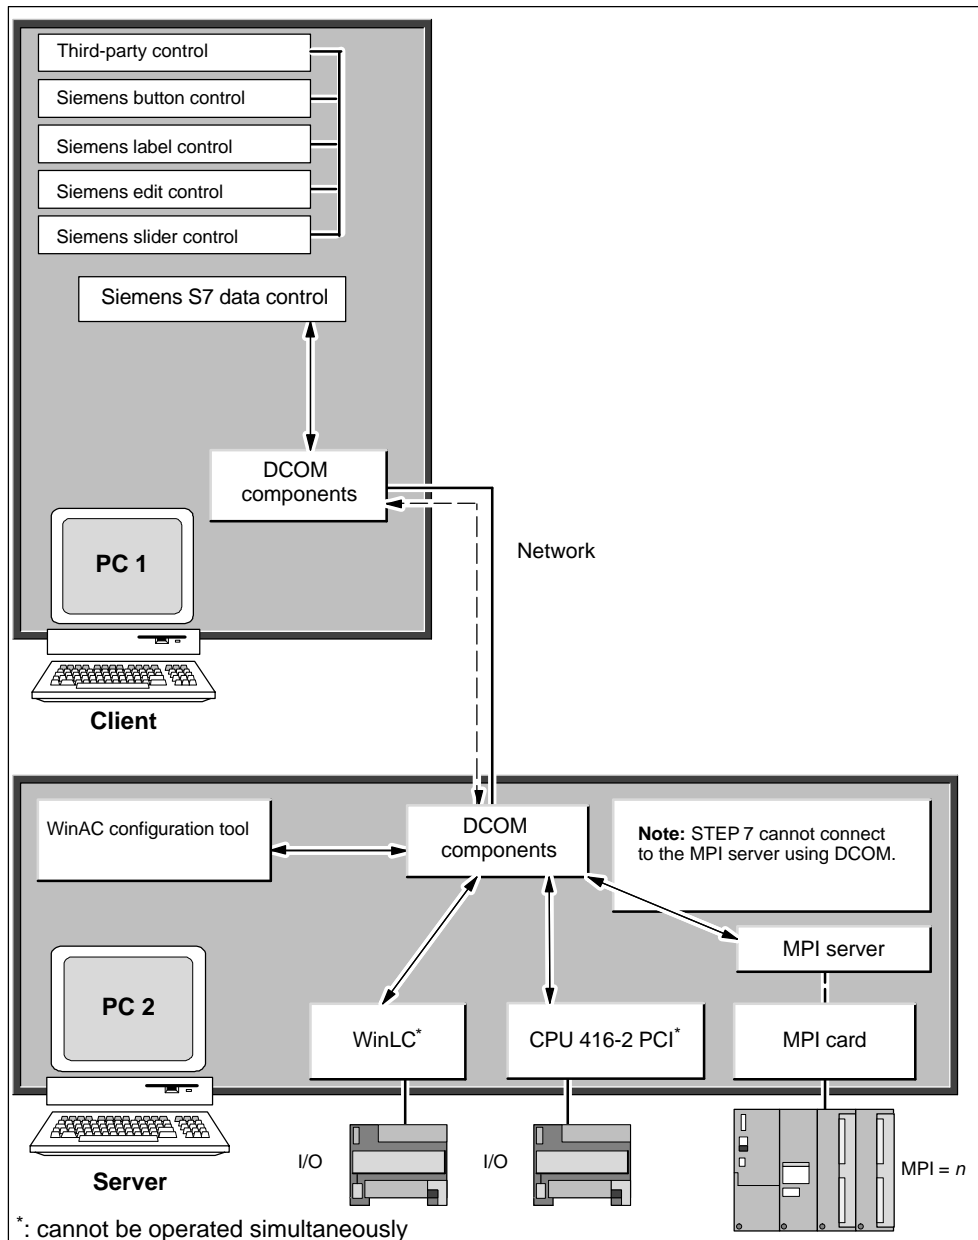 Third-party control
Siemens button control
Siemens label control
Siemens edit control
Siemens slider control
Siemens S7 data control
DCOM
components
Network
PC 1
Client
WinAC configuration tool
DCOM
components
Note: STEP 7 cannot connect
to the MPI server using DCOM.
MPI server
PC 2
WinLC*
CPU 416-2 PCI*
MPI card
Server
I/O
I/O
MPI = n
*: cannot be operated simultaneously